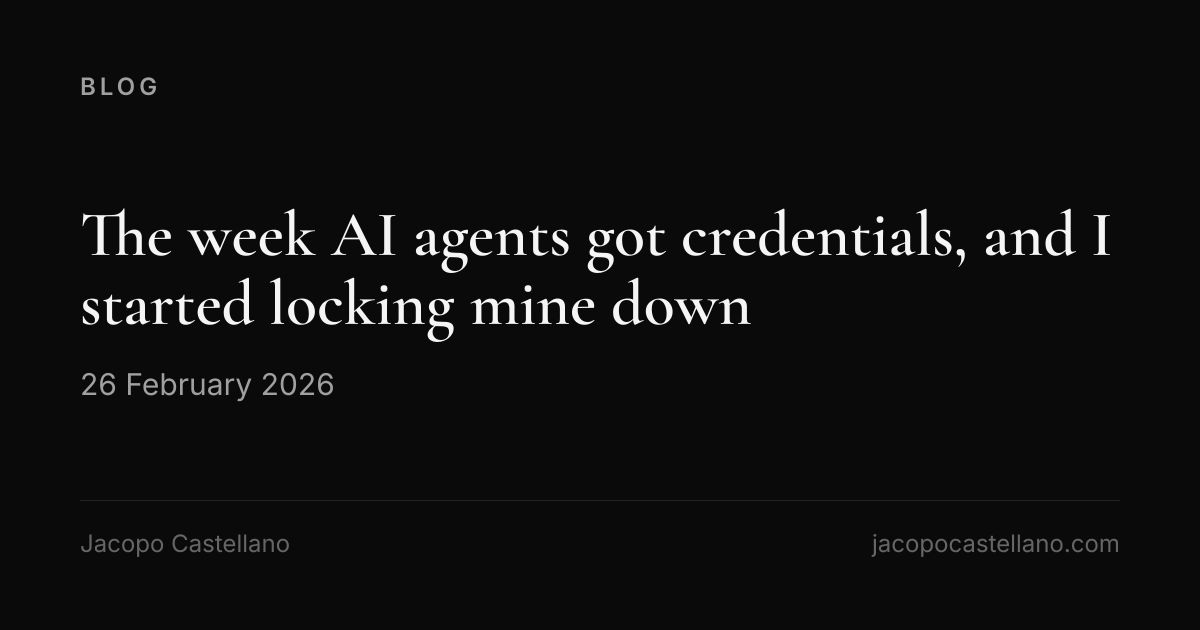 BLOG
The week AI agents got credentials, and I
started locking mine down
26 February 2026
Jacopo Castellano
jacopocastellano.com